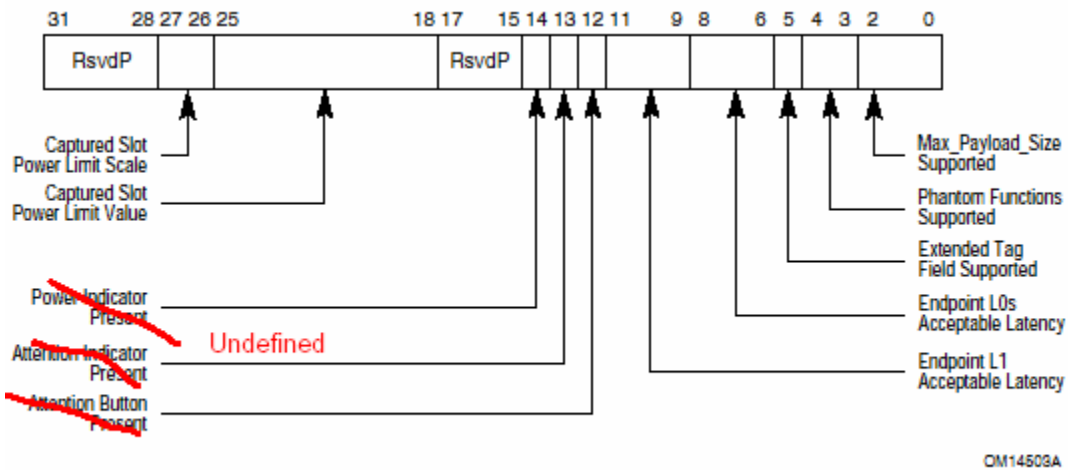 31 28 27 26 25 18 17 15 14 13 12 11 9 8 6 5 4 3 2 0
RsvdP RsvdP
Captured Slot
Power Limit Scale
Captured Slot
Power Limit Value
Power Indicator
Present
Undefined
Attention Indicator
Present
Attention Button
Present
Max_Payload_Size
Supported
Phantom Functions
Supported
Extended Tag
Field Supported
Endpoint L0s
Acceptable Latency
Endpoint L1
Acceptable Latency
OM14503A